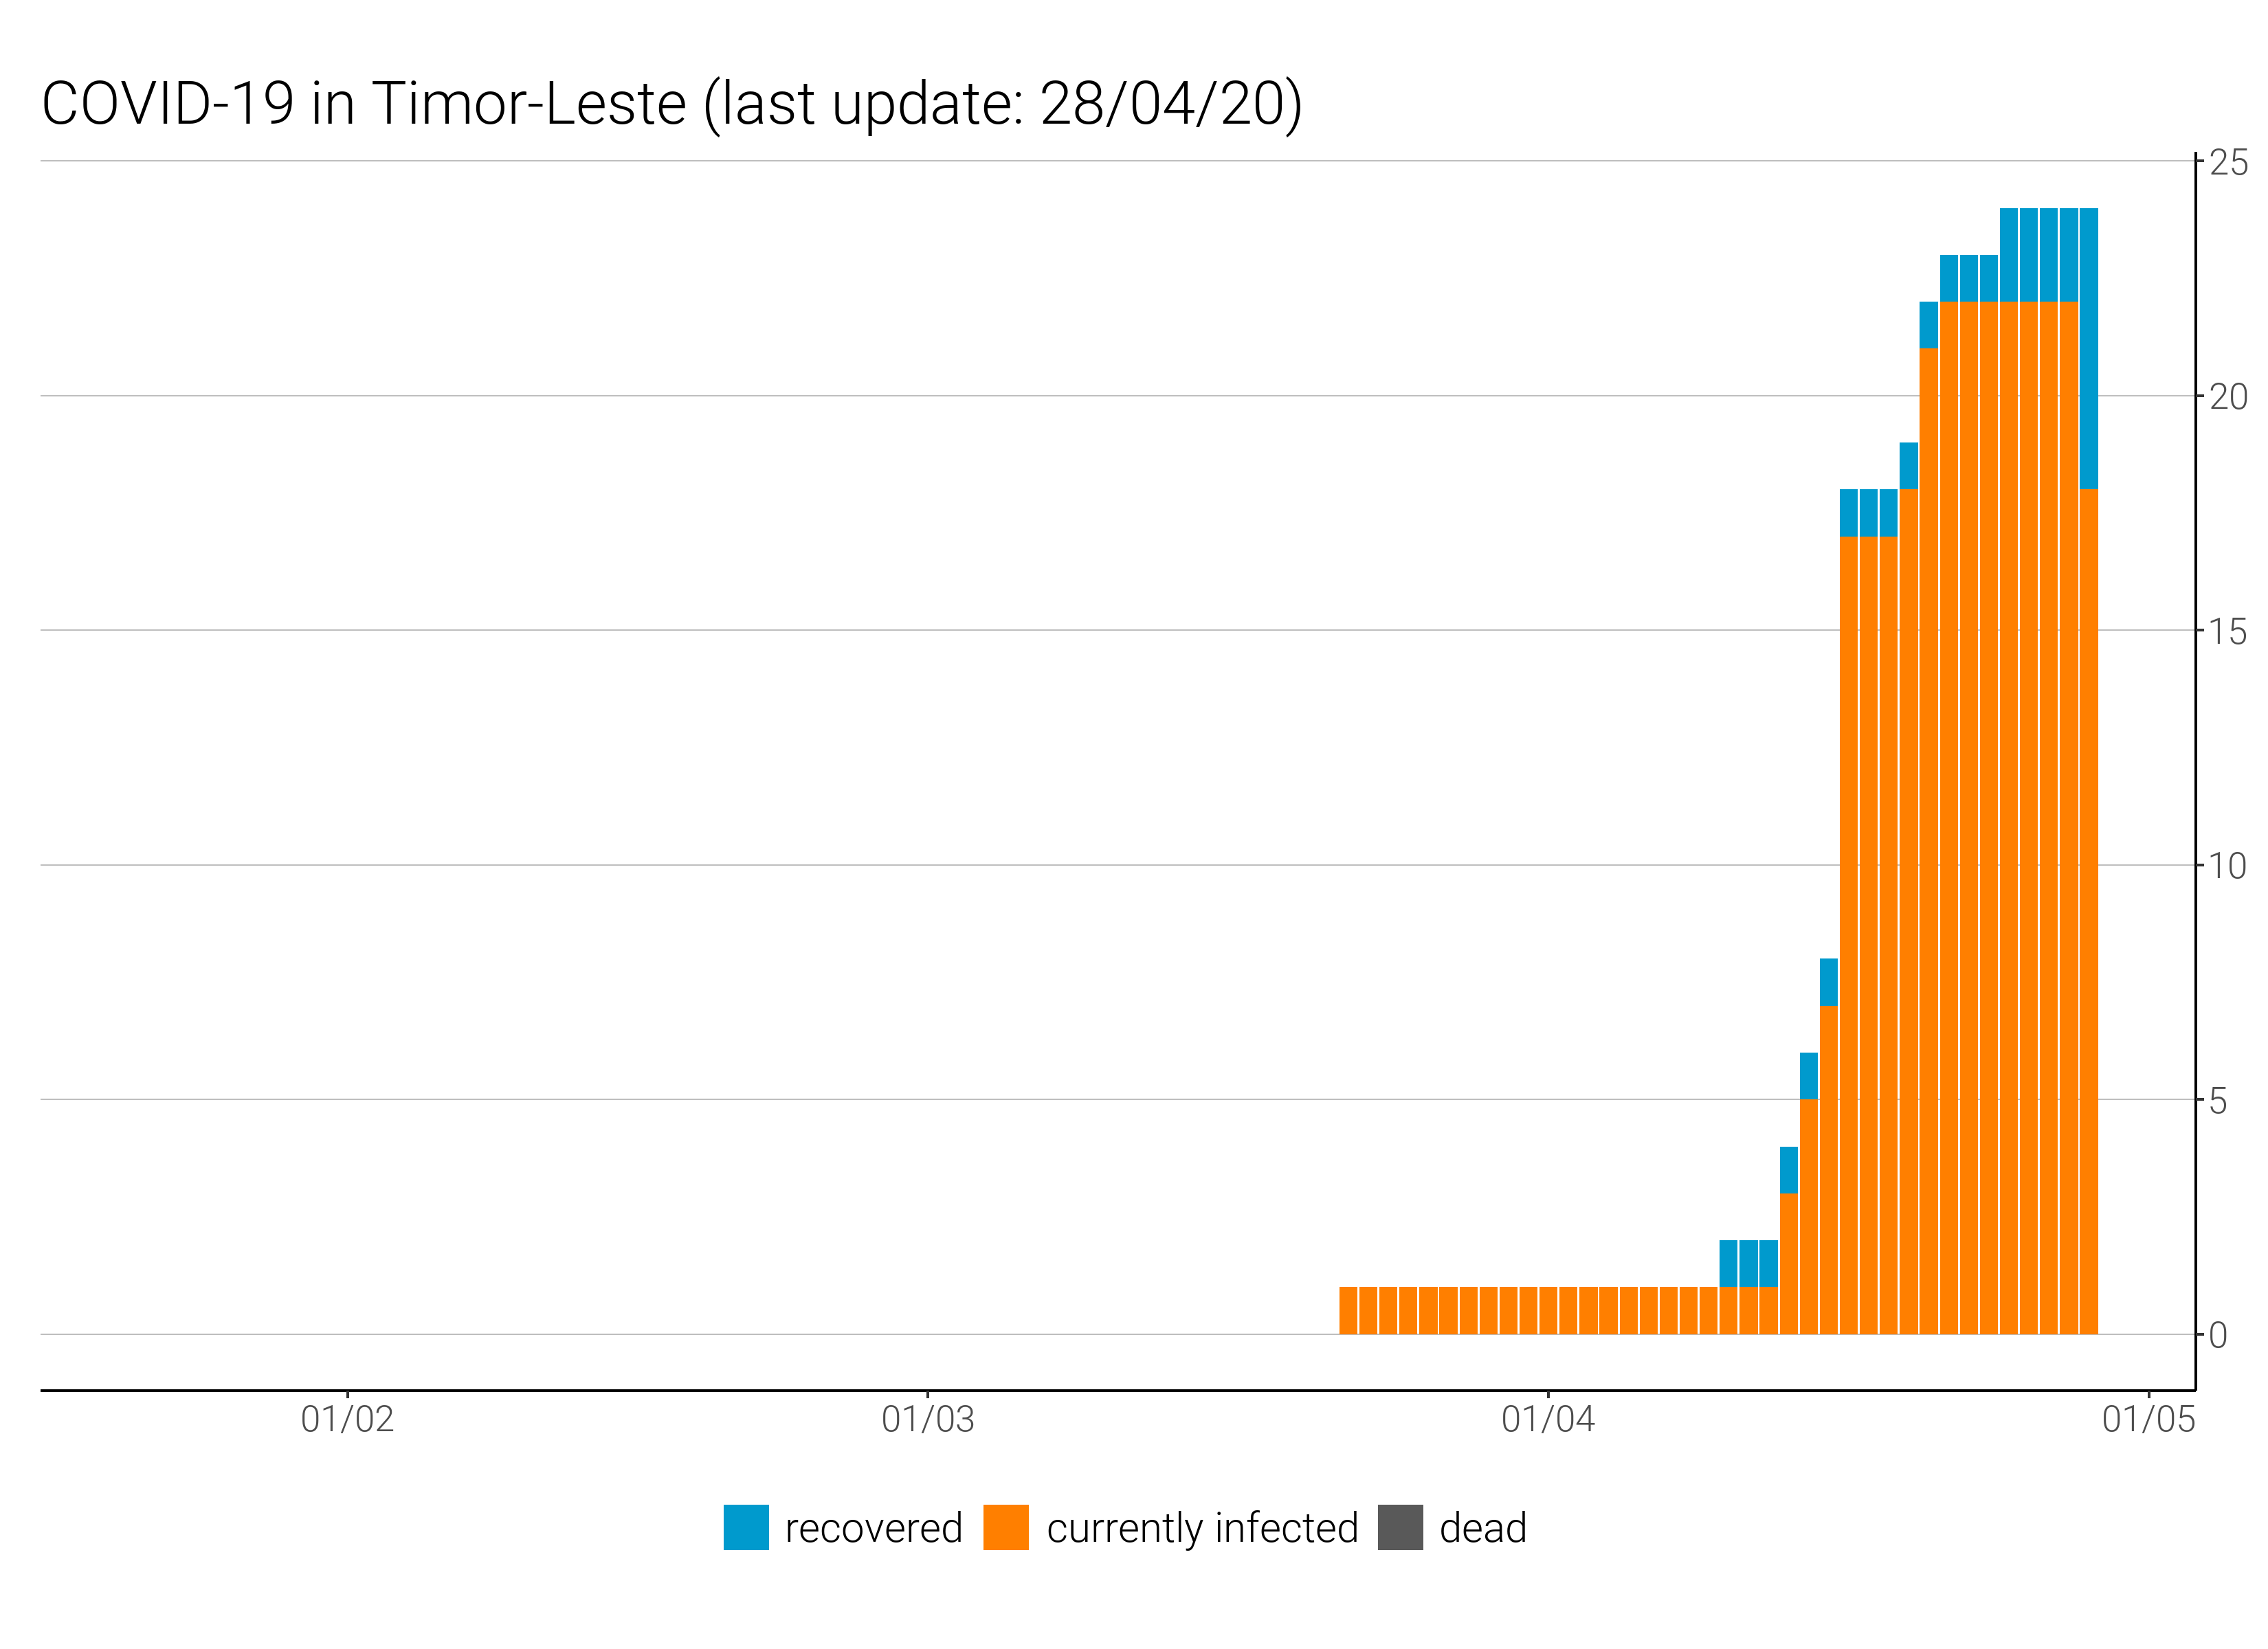 COVID-19 in Timor-Leste (last update: 28/04/20)
25
20
15
10
5
0
01/02 01/03 01/04 01/05
recovered currently infected dead